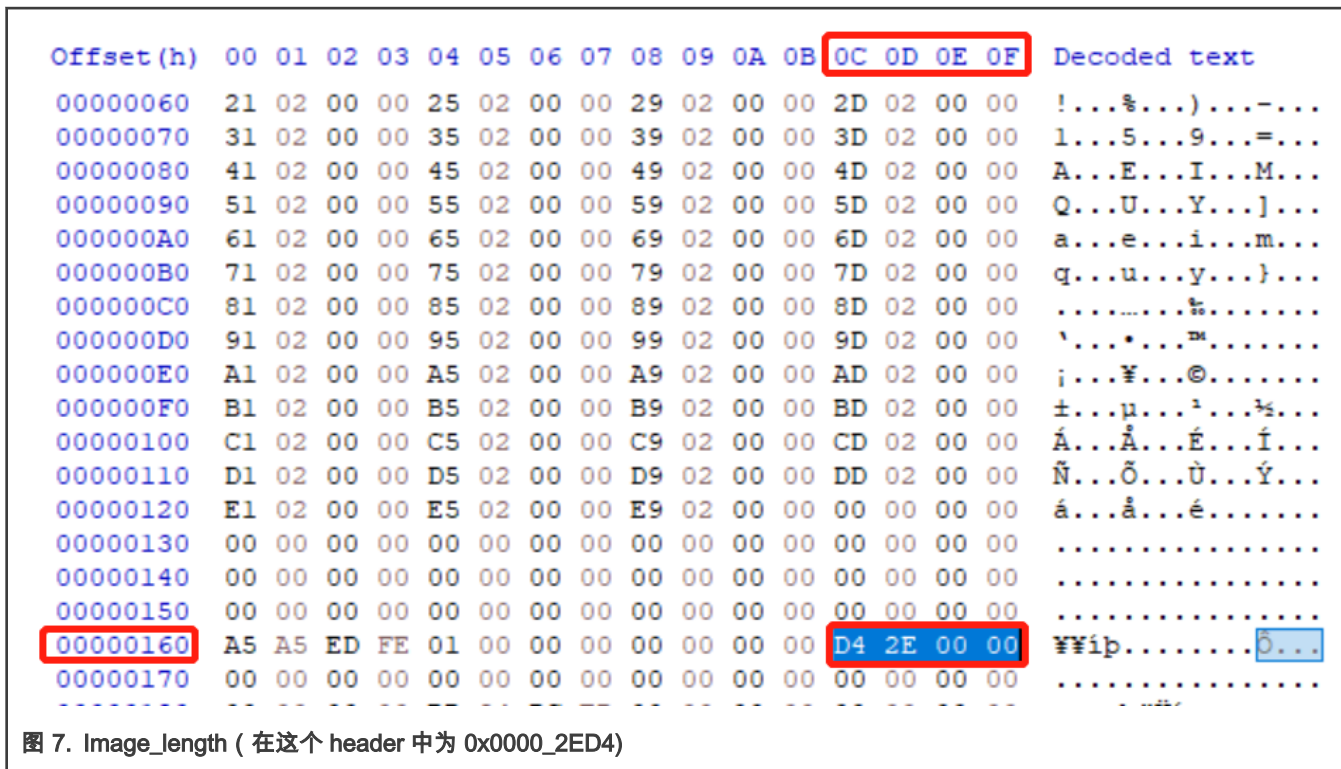 Offset(h) 00 01 02 03 04 05 06 07 08 09 0A 0B 0C 0D 0E 0F Decoded text
00000060 21 02 00 00 25 02 00 00 29 02 00 00 2D 02 00 00 !...%...)...-...
00000070 31 02 00 00 35 02 00 00 39 02 00 00 3D 02 00 00 1...5...9...=...
00000080 41 02 00 00 45 02 00 00 49 02 00 00 4D 02 00 00 A...E...I...M...
00000090 51 02 00 00 55 02 00 00 59 02 00 00 5D 02 00 00 Q...U...Y...]...
000000A0 61 02 00 00 65 02 00 00 69 02 00 00 6D 02 00 00 a...e...i...m...
000000B0 71 02 00 00 75 02 00 00 79 02 00 00 7D 02 00 00 q...u...y...}...
000000C0 81 02 00 00 85 02 00 00 89 02 00 00 8D 02 00 00 ....…...‰.......
000000D0 91 02 00 00 95 02 00 00 99 02 00 00 9D 02 00 00 ‘...•...™.......
000000E0 A1 02 00 00 A5 02 00 00 A9 02 00 00 AD 02 00 00 ¡...¥...©.......
000000F0 B1 02 00 00 B5 02 00 00 B9 02 00 00 BD 02 00 00 ±...µ...¹...½...
00000100 C1 02 00 00 C5 02 00 00 C9 02 00 00 CD 02 00 00 Á...Å...É...Í...
00000110 D1 02 00 00 D5 02 00 00 D9 02 00 00 DD 02 00 00 Ñ...Õ...Ù...Ý...
00000120 E1 02 00 00 E5 02 00 00 E9 02 00 00 00 00 00 00 á...å...é.......
00000130 00 00 00 00 00 00 00 00 00 00 00 00 00 00 00 00 ................
00000140 00 00 00 00 00 00 00 00 00 00 00 00 00 00 00 00 ................
00000150 00 00 00 00 00 00 00 00 00 00 00 00 00 00 00 00 ................
00000160 A5 A5 ED FE 01 00 00 00 00 00 00 00 D4 2E 00 00 ¥¥íþ........Ô...
00000170 00 00 00 00 00 00 00 00 00 00 00 00 00 00 00 00 ................
图 7. Image_length ( 在这个 header 中为 0x0000_2ED4)